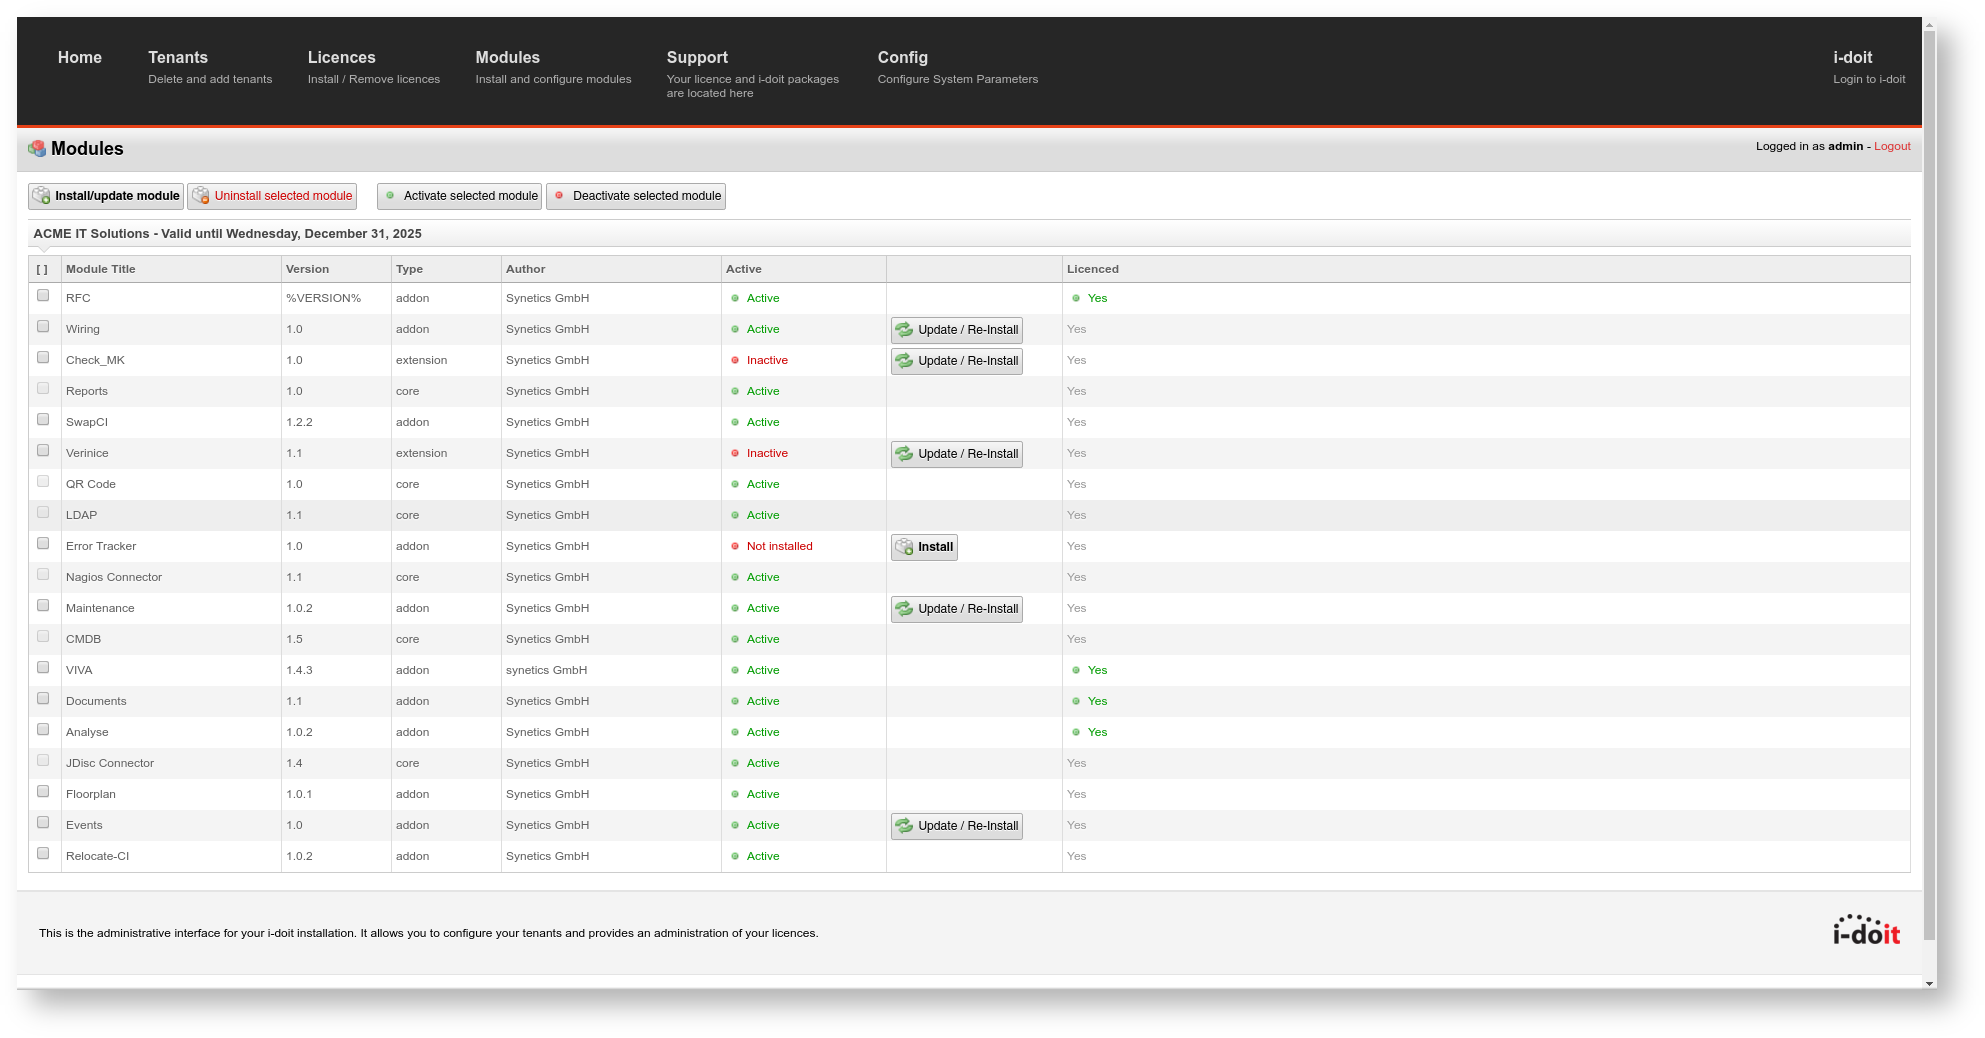 Home Tenants Licences Modules Support Config i-doit
Delete and add tenants Install / Remove licences Install and configure modules Your licence and i-doit packages Configure System Parameters Login to i-doit
are located here
Modules Logged in as admin - Logout
Install/update module Uninstall selected module Activate selected module Deactivate selected module
ACME IT Solutions - Valid until Wednesday, December 31, 2025
[ ] Module Title Version Type Author Active Licenced
RFC %VERSION% addon Synetics GmbH Active Yes
Wiring 1.0 addon Synetics GmbH Active Update / Re-Install Yes
Check_MK 1.0 extension Synetics GmbH Inactive Update / Re-Install Yes
Reports 1.0 core Synetics GmbH Active Yes
SwapCI 1.2.2 addon Synetics GmbH Active Yes
Verinice 1.1 extension Synetics GmbH Inactive Update / Re-Install Yes
QR Code 1.0 core Synetics GmbH Active Yes
LDAP 1.1 core Synetics GmbH Active Yes
Error Tracker 1.0 addon Synetics GmbH Not installed Install Yes
Nagios Connector 1.1 core Synetics GmbH Active Yes
Maintenance 1.0.2 addon Synetics GmbH Active Update / Re-Install Yes
CMDB 1.5 core Synetics GmbH Active Yes
VIVA 1.4.3 addon synetics GmbH Active Yes
Documents 1.1 addon Synetics GmbH Active Yes
Analyse 1.0.2 addon Synetics GmbH Active Yes
JDisc Connector 1.4 core Synetics GmbH Active Yes
Floorplan 1.0.1 addon Synetics GmbH Active Yes
Events 1.0 addon Synetics GmbH Active Update / Re-Install Yes
Relocate-CI 1.0.2 addon Synetics GmbH Active Yes
This is the administrative interface for your i-doit installation. It allows you to configure your tenants and provides an administration of your licences.
i-doit